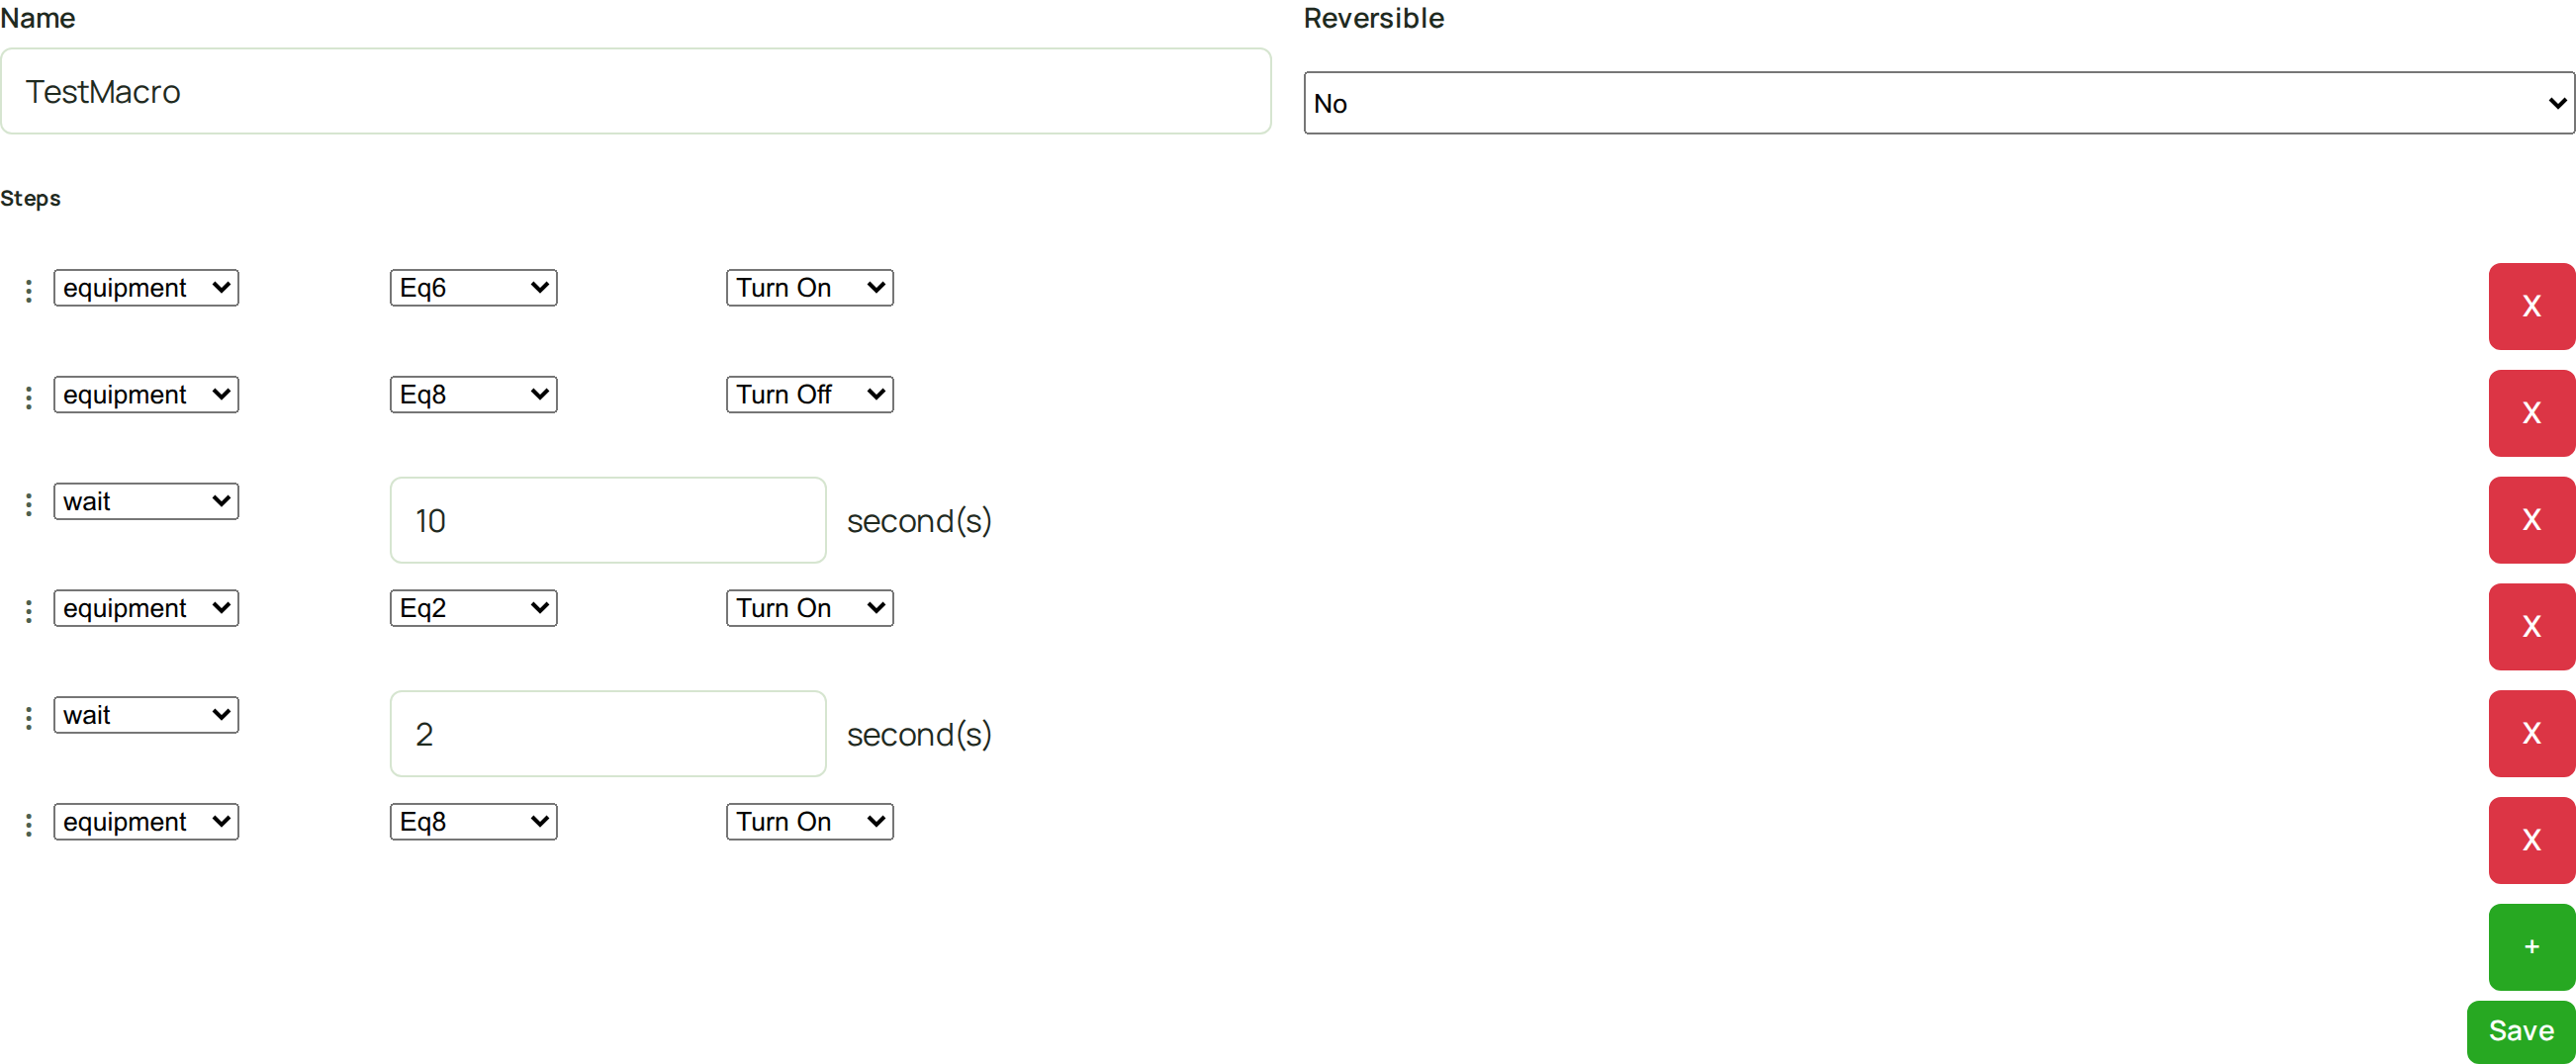 Name Reversible
TestMacro No
Steps
equipment Eq6 Turn On X
equipment Eq8 Turn Off X
wait 10 second(s) X
equipment Eq2 Turn On X
wait 2 second(s) X
equipment Eq8 Turn On X
+
Save